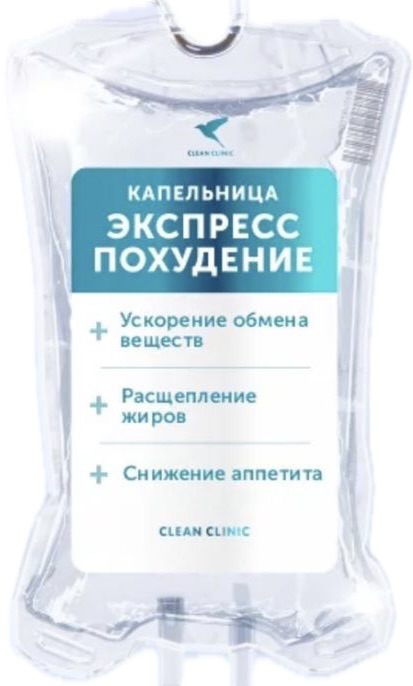 CLEAN CLINIC
КАПЕЛЬНИЦА
ЭКСПРЕСС
ПОХУДЕНИЕ
+ Ускорение обмена
веществ
+ Расщепление
жиров
+ Снижение аппетита
CLEAN CLINIC